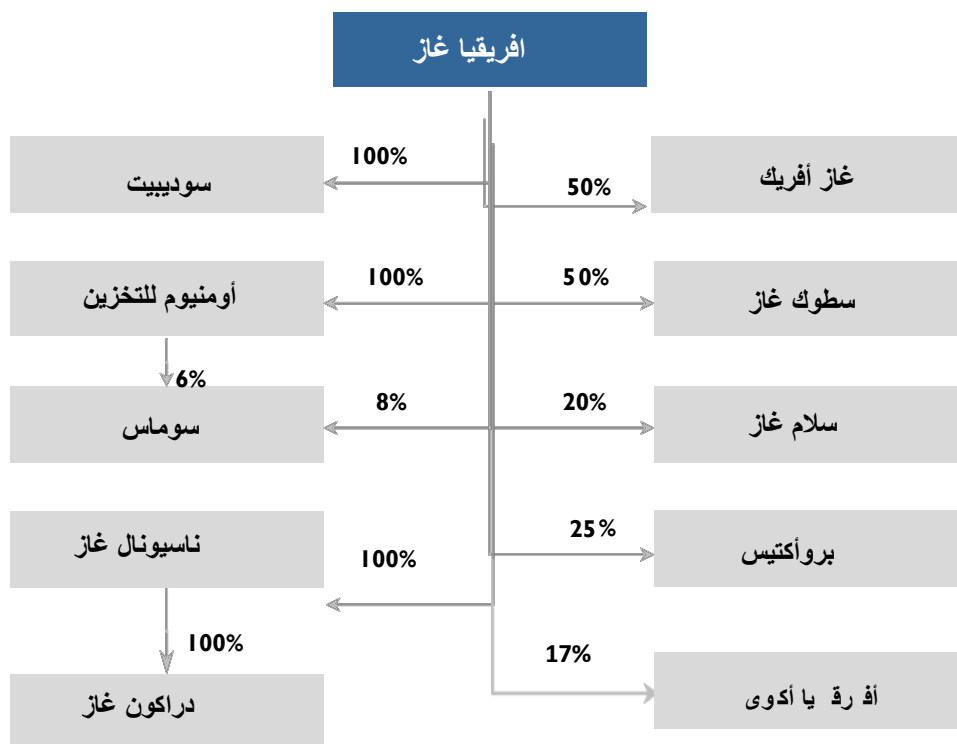 افريقيا غاز
100%
سوديبيت
غاز أفريك
50%
أومنيوم للتخزين
100%
50%
سطوك غاز
6%
سوماس
8%
20%
سلام غاز
ناسيونال غاز
100%
25%
بروأكتيس
100%
17%
دراكون غاز
أف رق يا أكوى